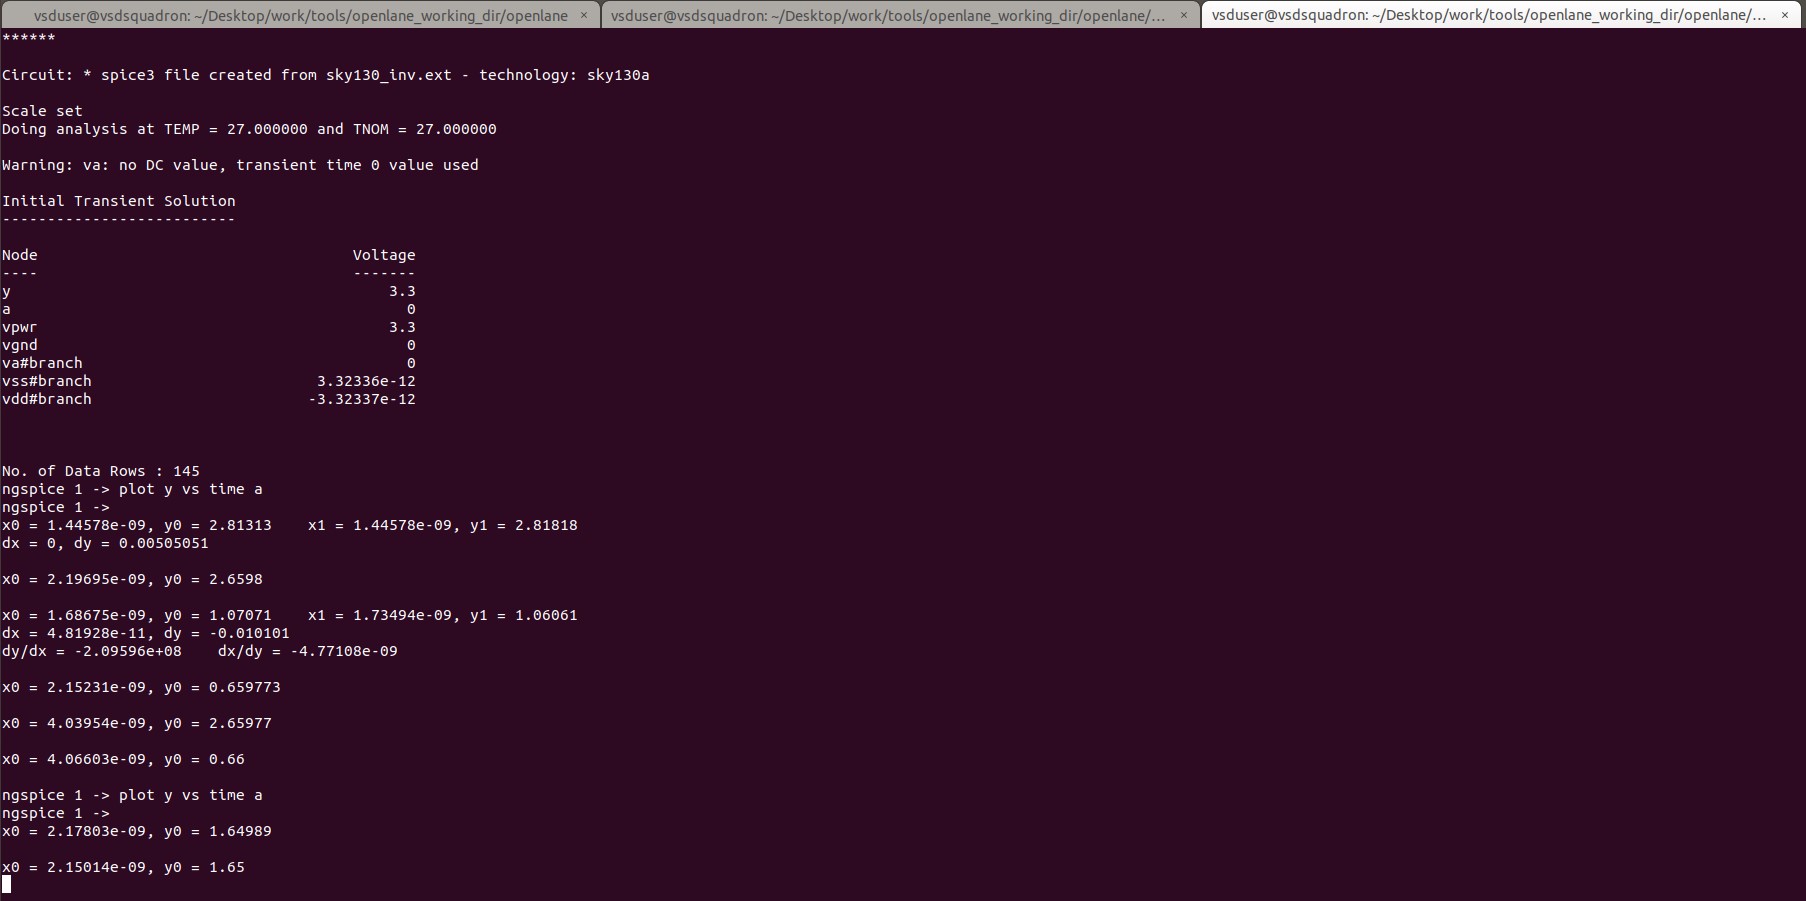 vsduser@vsdsquadron: ~/Desktop/work/tools/openlane_working_dir/openlane ×
vsduser@vsdsquadron: ~/Desktop/work/tools/openlane_working_dir/openlane/... ×
vsduser@vsdsquadron: ~/Desktop/work/tools/openlane_working_dir/openlane/... ×
******
Circuit: * spice3 file created from sky130_inv.ext - technology: sky130a
Scale set
Doing analysis at TEMP = 27.000000 and TNOM = 27.000000
Warning: va: no DC value, transient time 0 value used
Initial Transient Solution
--------------------------
Node                                   Voltage
----                                   -------
y                                          3.3
a                                            0
vpwr                                       3.3
vgnd                                         0
va#branch                                    0
vss#branch                         3.32336e-12
vdd#branch                        -3.32337e-12
No. of Data Rows : 145
ngspice 1 -> plot y vs time a
ngspice 1 ->
x0 = 1.44578e-09, y0 = 2.81313    x1 = 1.44578e-09, y1 = 2.81818
dx = 0, dy = 0.00505051
x0 = 2.19695e-09, y0 = 2.6598
x0 = 1.68675e-09, y0 = 1.07071    x1 = 1.73494e-09, y1 = 1.06061
dx = 4.81928e-11, dy = -0.010101
dy/dx = -2.09596e+08    dx/dy = -4.77108e-09
x0 = 2.15231e-09, y0 = 0.659773
x0 = 4.03954e-09, y0 = 2.65977
x0 = 4.06603e-09, y0 = 0.66
ngspice 1 -> plot y vs time a
ngspice 1 ->
x0 = 2.17803e-09, y0 = 1.64989
x0 = 2.15014e-09, y0 = 1.65